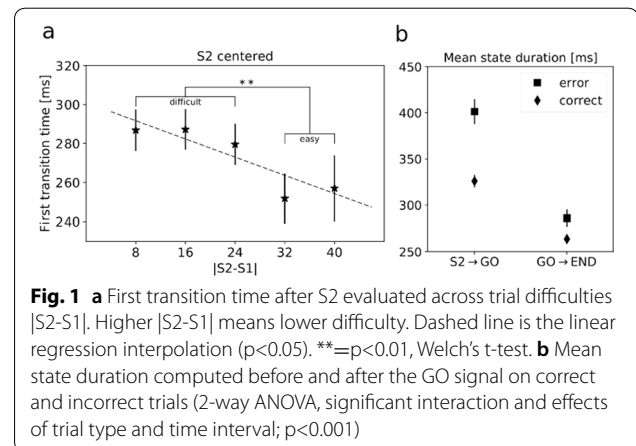 a
S2 centered
First transition time [ms]
320
300
280
260
240
difficult
**
easy
8
16
24
32
40
|S2-S1|
b
Mean state duration [ms]
450
400
350
300
250
error
correct
S2→GO
GO→END
Fig. 1 a First transition time after S2 evaluated across trial difficulties
|S2-S1|. Higher |S2-S1| means lower difficulty. Dashed line is the linear
regression interpolation (p<0.05). **=p<0.01, Welch's t-test. b Mean
state duration computed before and after the GO signal on correct
and incorrect trials (2-way ANOVA, significant interaction and effects
of trial type and time interval; p<0.001)